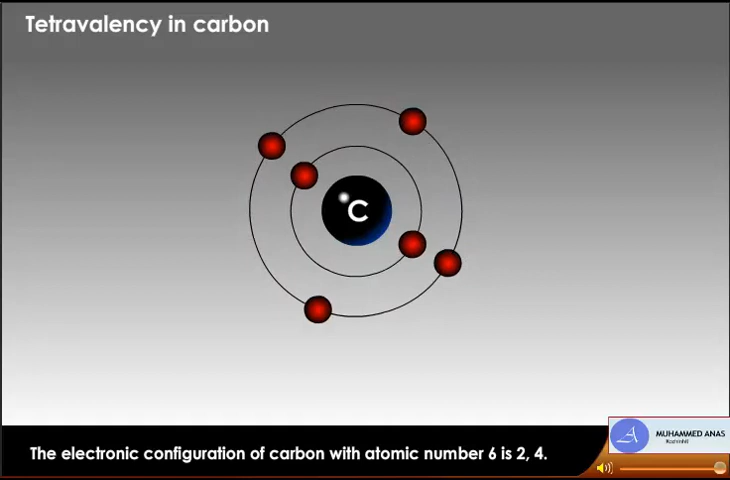 Tetravalency in carbon
C
The electronic configuration of carbon with atomic number 6 is 2, 4.
MUHAMMED ANAS